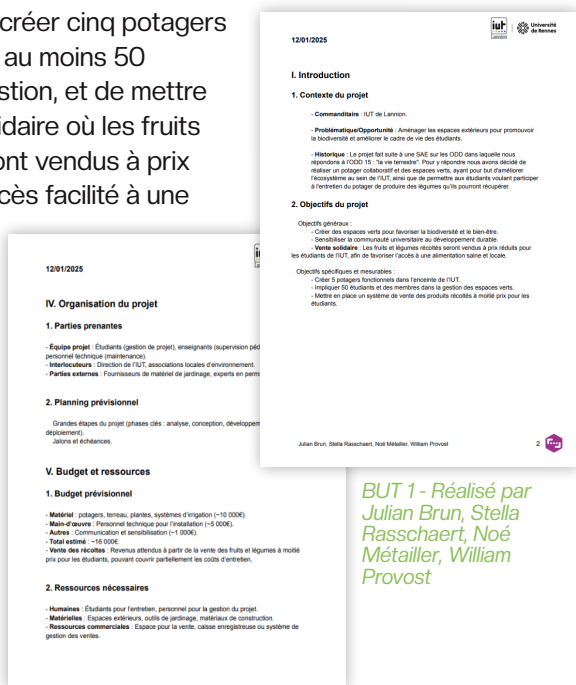 créer cinq potagers
au moins 50
stion, et de mettre
idaire où les fruits
ont vendus à prix
cès facilité à une
iut
Lannion
Université
de Rennes
12/01/2025
I. Introduction
1. Contexte du projet
- Commanditaire : IUT de Lannion.
- Problématique/Opportunité : Aménager les espaces extérieurs pour promouvoir
la biodiversité et améliorer le cadre de vie des étudiants.
- Historique : Le projet fait suite à une SAE sur les ODD dans laquelle nous
répondons à l'ODD 15 : "la vie terrestre". Pour y répondre nous avons décidé de
réaliser un potager collaboratif et des espaces verts, ayant pour but d'améliorer
l'écosystème au sein de l'IUT, ainsi que de permettre aux étudiants voulant participer
à l'entretien du potager de produire des légumes qu'ils pourront récupérer.
2. Objectifs du projet
Objectifs généraux :
- Créer des espaces verts pour favoriser la biodiversité et le bien-être.
- Sensibiliser la communauté universitaire au développement durable.
- Vente solidaire : Les fruits et légumes récoltés seront vendus à prix réduits pour
les étudiants de l'IUT, afin de favoriser l'accès à une alimentation saine et locale.
Objectifs spécifiques et mesurables :
- Créer 5 potagers fonctionnels dans l'enceinte de l'IUT.
- Impliquer 50 étudiants et des membres dans la gestion des espaces verts.
- Mettre en place un système de vente des produits récoltés à moitié prix pour les
étudiants.
Julian Brun, Stella Rasschaert, Noé Métailler, William Provost
2
12/01/2025
IV. Organisation du projet
1. Parties prenantes
- Équipe projet : Étudiants (gestion de projet), enseignants (supervision péd
personnel technique (maintenance).
- Interlocuteurs : Direction de l'IUT, associations locales d'environnement.
- Parties externes : Fournisseurs de matériel de jardinage, experts en perm
2. Planning prévisionnel
Grandes étapes du projet (phases clés : analyse, conception, développem
déploiement).
Jalons et échéances.
V. Budget et ressources
1. Budget prévisionnel
- Matériel : potagers, terreau, plantes, systèmes d'irrigation (~10 000€).
- Main-d'œuvre : Personnel technique pour l'installation (~5 000€).
- Autres : Communication et sensibilisation (~1 000€).
- Total estimé : ~16 000€.
- Vente des récoltes : Revenus attendus à partir de la vente des fruits et légumes à moitié
prix pour les étudiants, pouvant couvrir partiellement les coûts d'entretien.
2. Ressources nécessaires
- Humaines : Étudiants pour l'entretien, personnel pour la gestion du projet.
- Matérielles : Espaces extérieurs, outils de jardinage, matériaux de construction.
- Ressources commerciales : Espace pour la vente, caisse enregistreuse ou système de
gestion des ventes.
BUT 1 - Réalisé par
Julian Brun, Stella
Rasschaert, Noé
Métailler, William
Provost